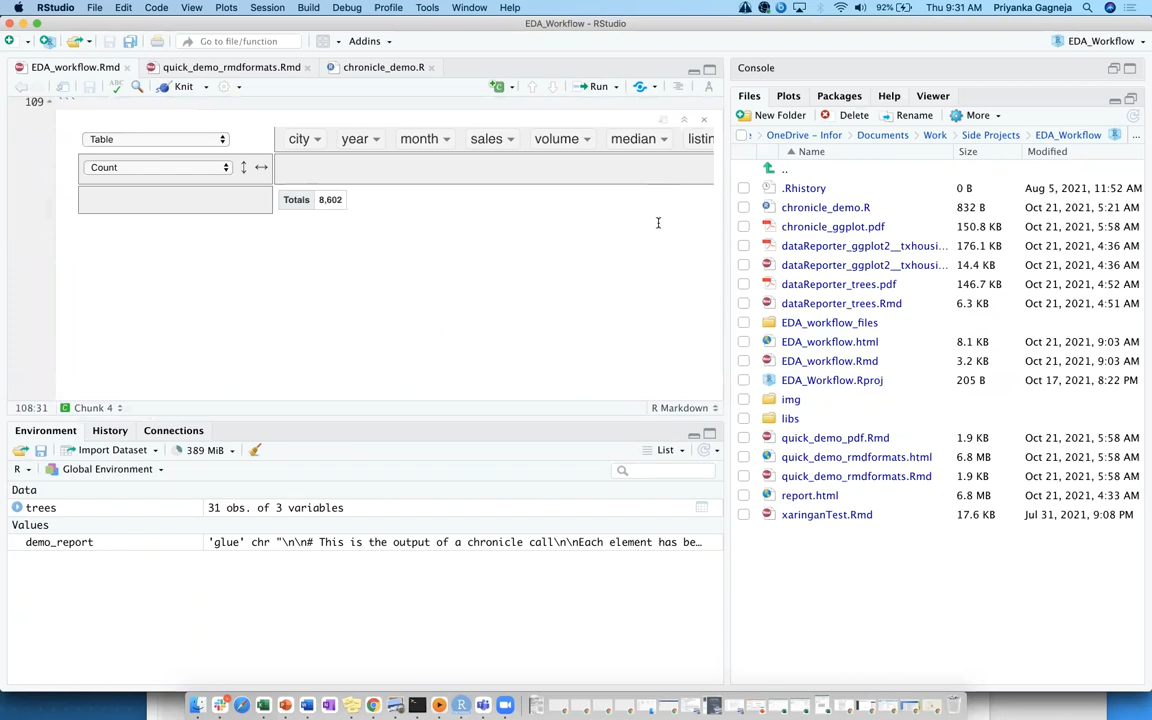 RStudio File Edit Code View Plots Session Build Debug Profile Tools Window Help 92% Thu 9:31 AM Priyanka Gagneja
EDA_Workflow - RStudio
Go to file/function Addins EDA_Workflow
EDA_workflow.Rmd quick_demo_rmdformats.Rmd chronicle_demo.R
Console
ABC Knit Run
Files Plots Packages Help Viewer
109 ```
New Folder Delete Rename More
OneDrive – Infor Documents Work Side Projects EDA_Workflow ...
Table city year month sales volume median listin
Count
Totals 8,602
Name Size Modified
..
.Rhistory 0 B Aug 5, 2021, 11:52 AM
chronicle_demo.R 832 B Oct 21, 2021, 5:21 AM
chronicle_ggplot.pdf 150.8 KB Oct 21, 2021, 5:58 AM
dataReporter_ggplot2__txhousi... 176.1 KB Oct 21, 2021, 4:36 AM
dataReporter_ggplot2__txhousi... 14.4 KB Oct 21, 2021, 4:36 AM
dataReporter_trees.pdf 146.7 KB Oct 21, 2021, 4:52 AM
dataReporter_trees.Rmd 6.3 KB Oct 21, 2021, 4:51 AM
EDA_workflow_files
EDA_workflow.html 8.1 KB Oct 21, 2021, 9:03 AM
EDA_workflow.Rmd 3.2 KB Oct 21, 2021, 9:03 AM
EDA_Workflow.Rproj 205 B Oct 17, 2021, 8:22 PM
img
libs
quick_demo_pdf.Rmd 1.9 KB Oct 21, 2021, 5:58 AM
quick_demo_rmdformats.html 6.8 MB Oct 21, 2021, 5:58 AM
quick_demo_rmdformats.Rmd 1.9 KB Oct 21, 2021, 5:58 AM
report.html 6.8 MB Oct 21, 2021, 4:33 AM
xaringanTest.Rmd 17.6 KB Jul 31, 2021, 9:08 PM
108:31 Chunk 4 R Markdown
Environment History Connections
Import Dataset 389 MiB List
R Global Environment
Data
trees 31 obs. of 3 variables
Values
demo_report 'glue' chr "\n\n# This is the output of a chronicle call\n\nEach element has be...